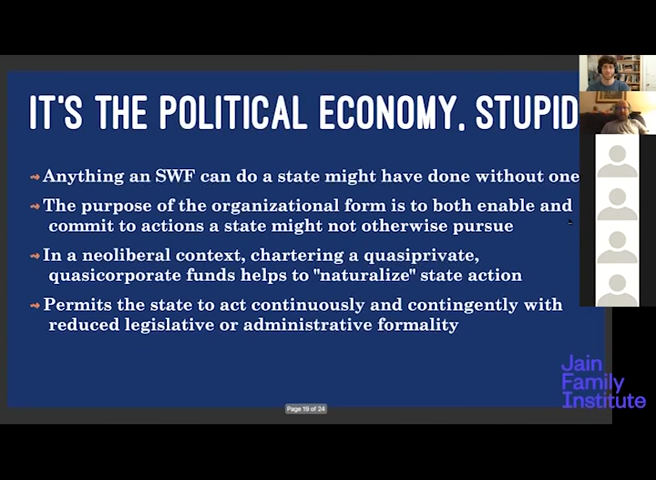 IT'S THE POLITICAL ECONOMY, STUPID
Anything an SWF can do a state might have done without one
The purpose of the organizational form is to both enable and
commit to actions a state might not otherwise pursue
In a neoliberal context, chartering a quasiprivate,
quasicorporate funds helps to "naturalize" state action
Permits the state to act continuously and contingently with
reduced legislative or administrative formality
Jain
Family
Institute
Page 19 of 24